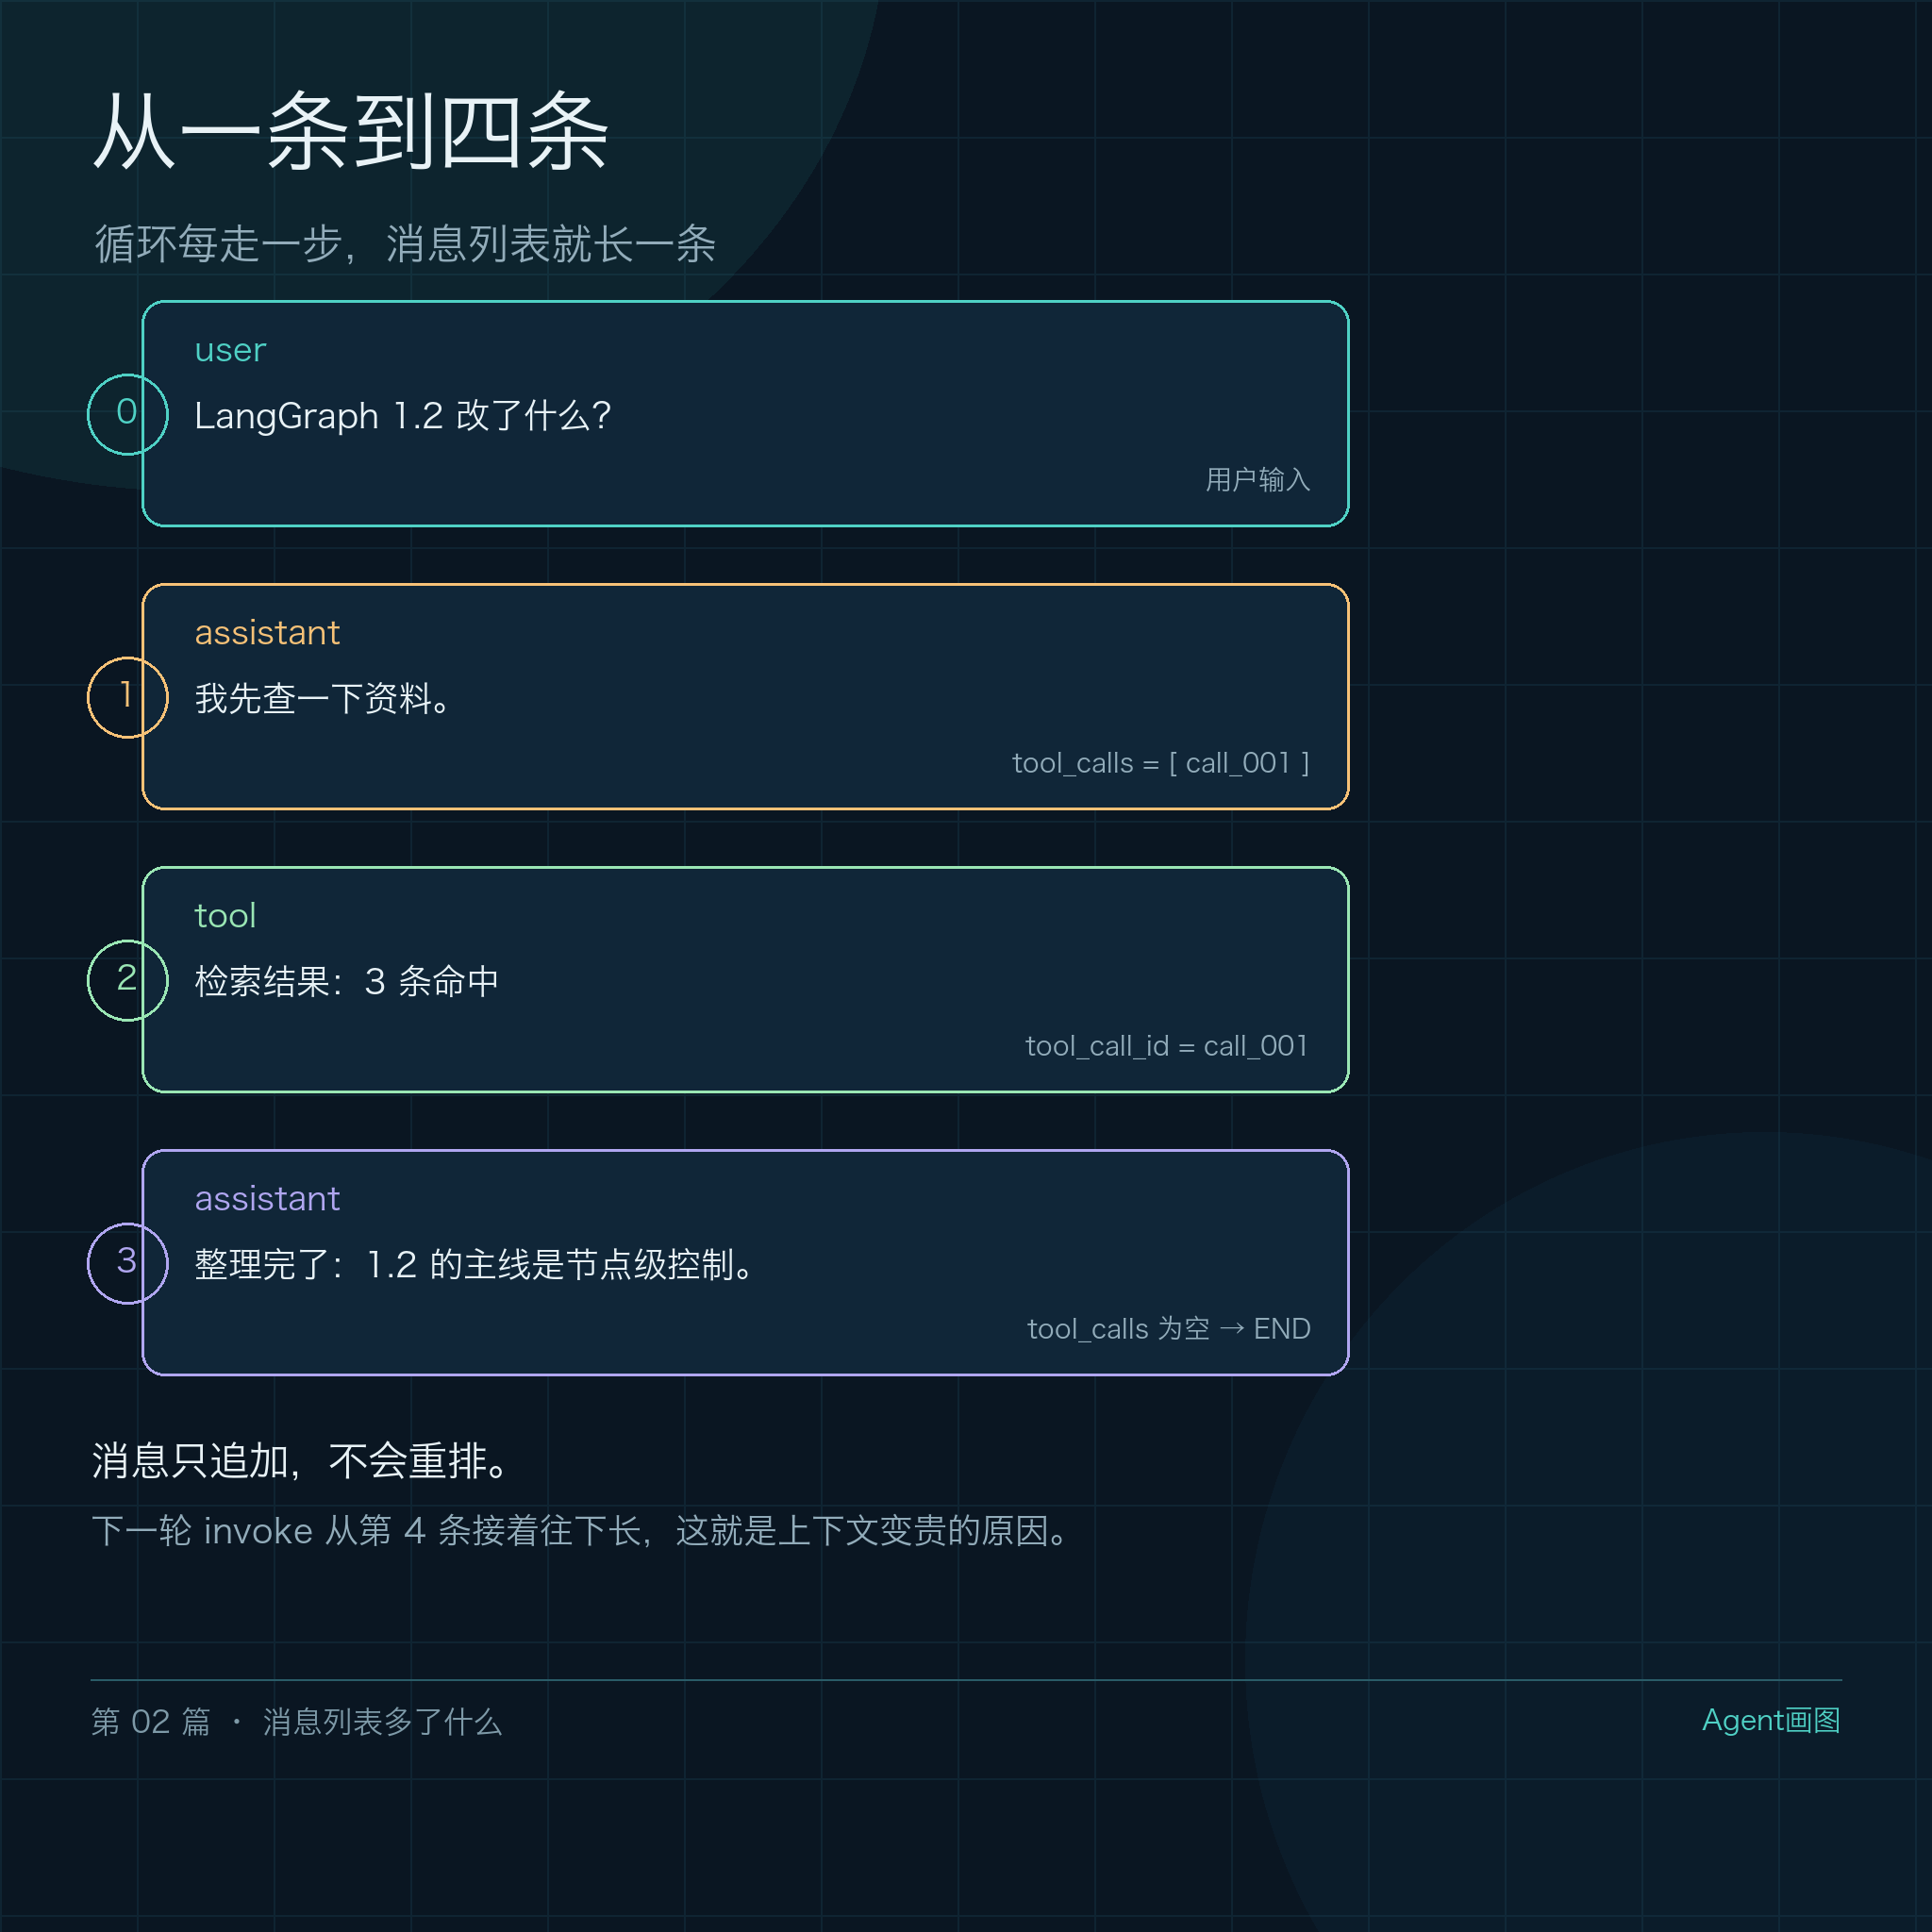 从一条到四条
循环每走一步，消息列表就长一条
user
0
LangGraph 1.2 改了什么？
用户输入
assistant
1
我先查一下资料。
tool_calls = [ call_001 ]
tool
2
检索结果：3 条命中
tool_call_id = call_001
assistant
3
整理完了：1.2 的主线是节点级控制。
tool_calls 为空 → END
消息只追加，不会重排。
下一轮 invoke 从第 4 条接着往下长，这就是上下文变贵的原因。
第 02 篇 · 消息列表多了什么
Agent画图